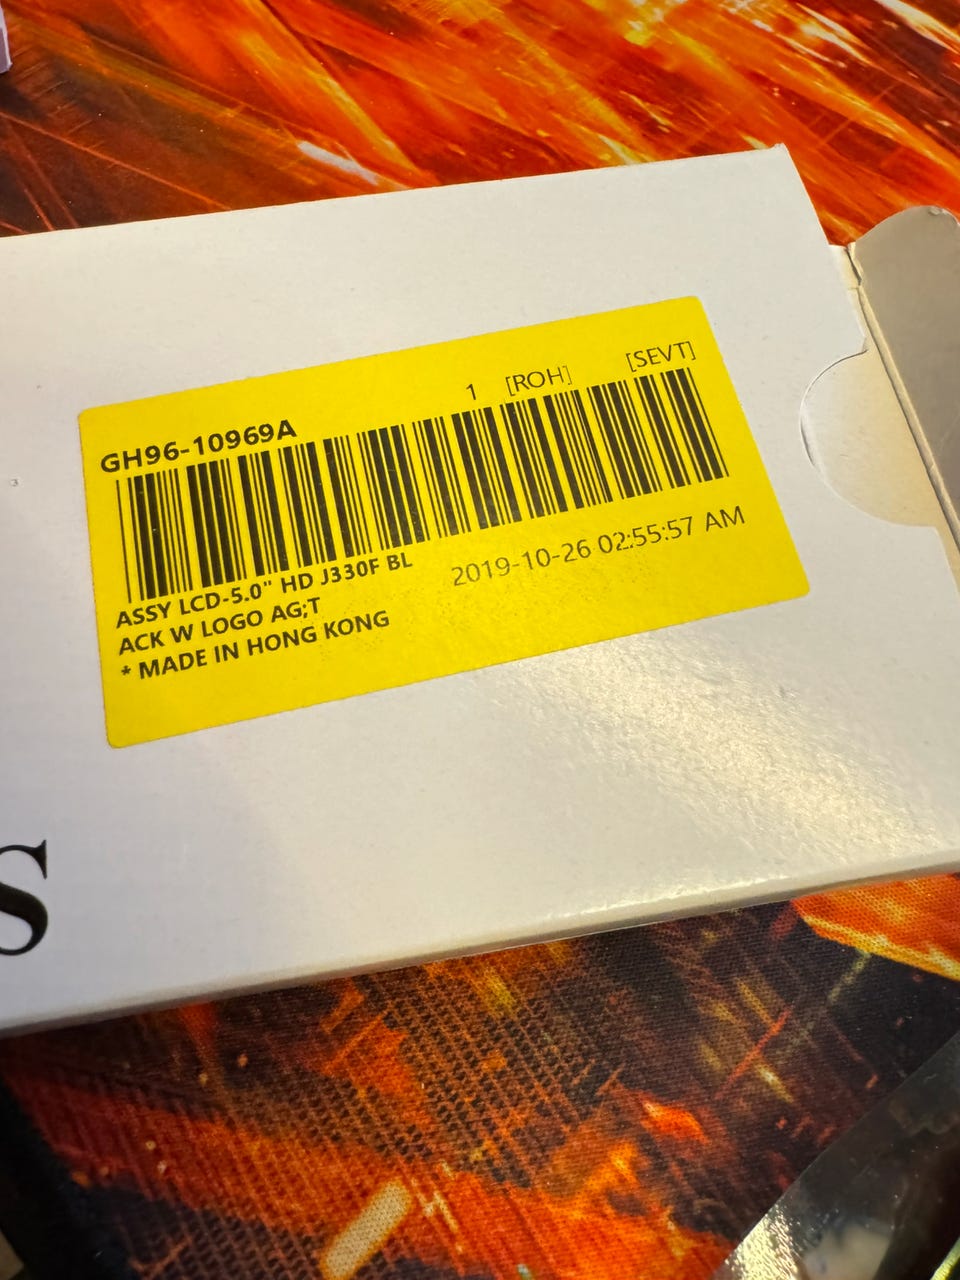 1 [ROH] [SEVT]
GH96-10969A
2019-10-26 02:55:57 AM
ASSY LCD-5.0" HD J330F BL
ACK W LOGO AG;T
* MADE IN HONG KONG
S